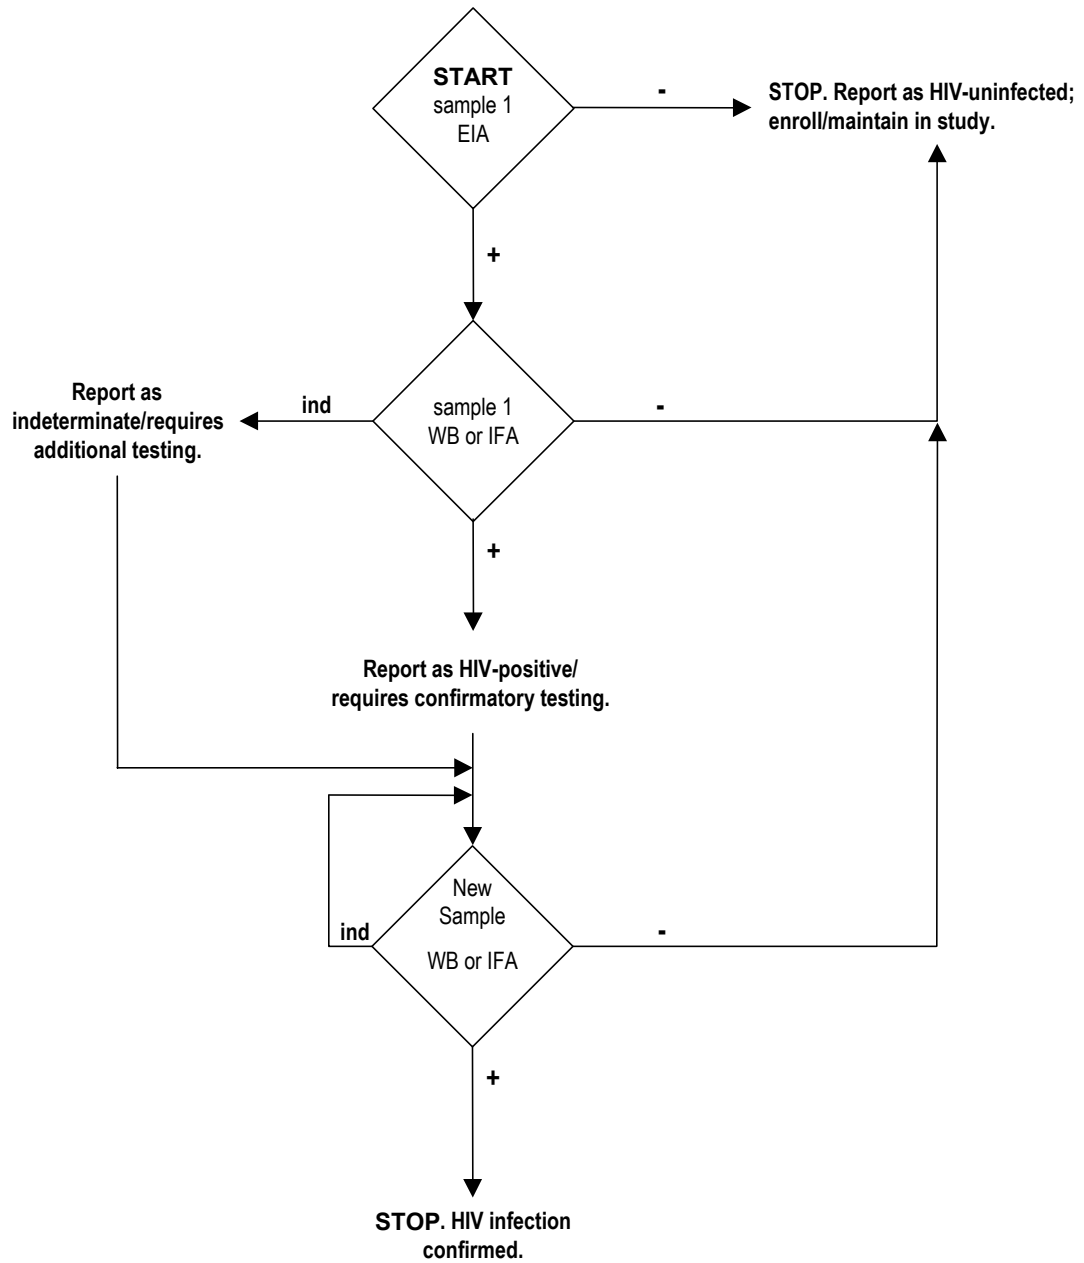 START
sample 1
EIA
-
STOP. Report as HIV-uninfected;
enroll/maintain in study.
+
Report as
indeterminate/requires
additional testing.
ind
sample 1
WB or IFA
-
+
Report as HIV-positive/
requires confirmatory testing.
New
Sample
WB or IFA
ind
-
+
STOP. HIV infection
confirmed.